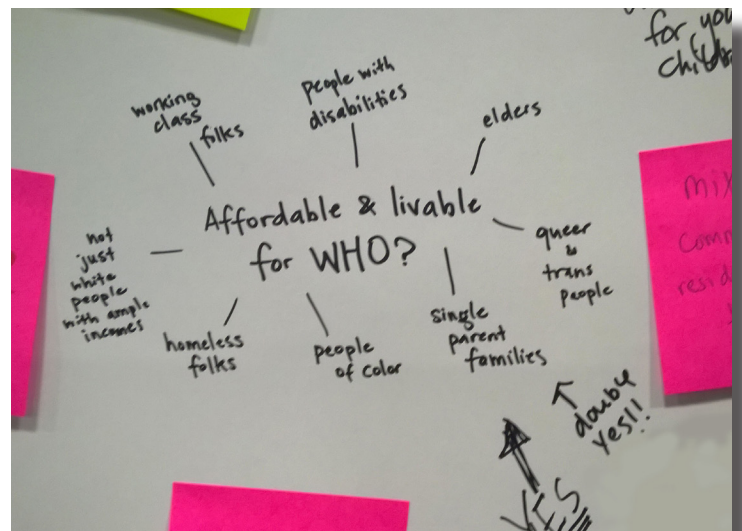 for you
working
class
folks
people with
disabilities
elders
Affordable & livable
for WHO?
not
just
white
people
with ample
incomes
homeless
folks
people
of color
single
parent
families
queer
&
trans
people
double
yes!!
YES